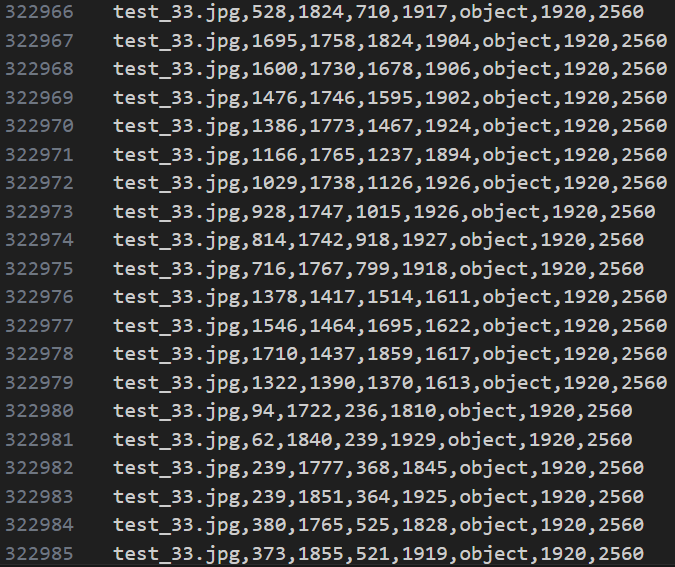 322966 test_33.jpg,528,1824,710,1917,object,1920,2560
322967 test_33.jpg,1695,1758,1824,1904,object,1920,2560
322968 test_33.jpg,1600,1730,1678,1906,object,1920,2560
322969 test_33.jpg,1476,1746,1595,1902,object,1920,2560
322970 test_33.jpg,1386,1773,1467,1924,object,1920,2560
322971 test_33.jpg,1166,1765,1237,1894,object,1920,2560
322972 test_33.jpg,1029,1738,1126,1926,object,1920,2560
322973 test_33.jpg,928,1747,1015,1926,object,1920,2560
322974 test_33.jpg,814,1742,918,1927,object,1920,2560
322975 test_33.jpg,716,1767,799,1918,object,1920,2560
322976 test_33.jpg,1378,1417,1514,1611,object,1920,2560
322977 test_33.jpg,1546,1464,1695,1622,object,1920,2560
322978 test_33.jpg,1710,1437,1859,1617,object,1920,2560
322979 test_33.jpg,1322,1390,1370,1613,object,1920,2560
322980 test_33.jpg,94,1722,236,1810,object,1920,2560
322981 test_33.jpg,62,1840,239,1929,object,1920,2560
322982 test_33.jpg,239,1777,368,1845,object,1920,2560
322983 test_33.jpg,239,1851,364,1925,object,1920,2560
322984 test_33.jpg,380,1765,525,1828,object,1920,2560
322985 test_33.jpg,373,1855,521,1919,object,1920,2560